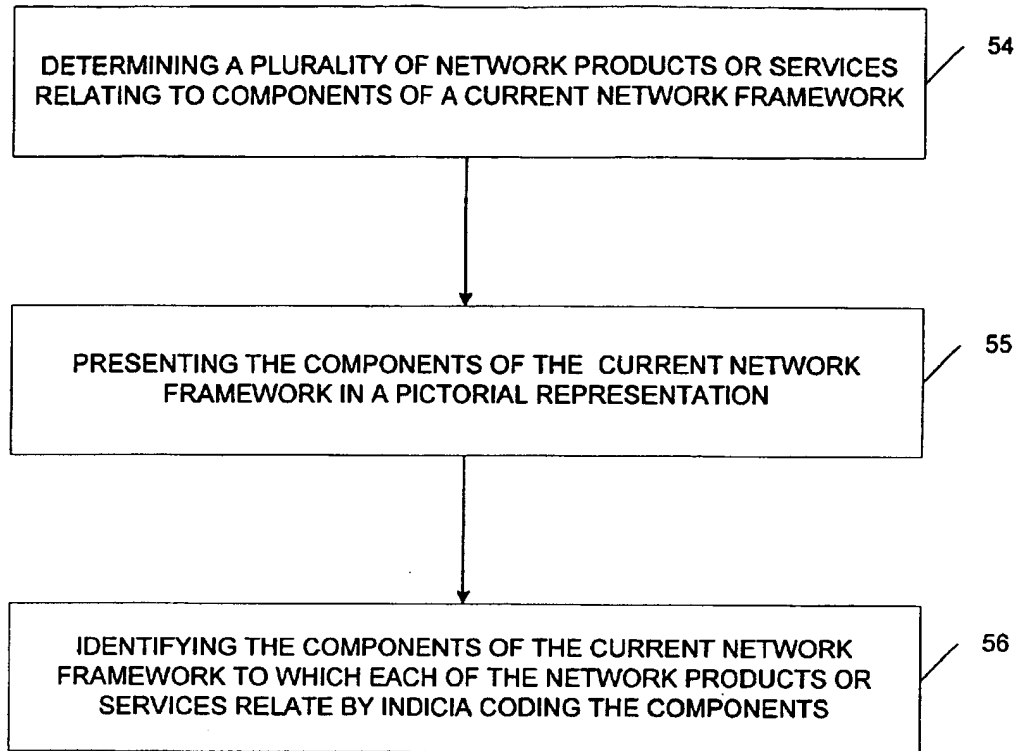 DETERMINING A PLURALITY OF NETWORK PRODUCTS OR SERVICES
RELATING TO COMPONENTS OF A CURRENT NETWORK FRAMEWORK
54
PRESENTING THE COMPONENTS OF THE CURRENT NETWORK
FRAMEWORK IN A PICTORIAL REPRESENTATION
55
IDENTIFYING THE COMPONENTS OF THE CURRENT NETWORK
FRAMEWORK TO WHICH EACH OF THE NETWORK PRODUCTS OR
SERVICES RELATE BY INDICIA CODING THE COMPONENTS
56